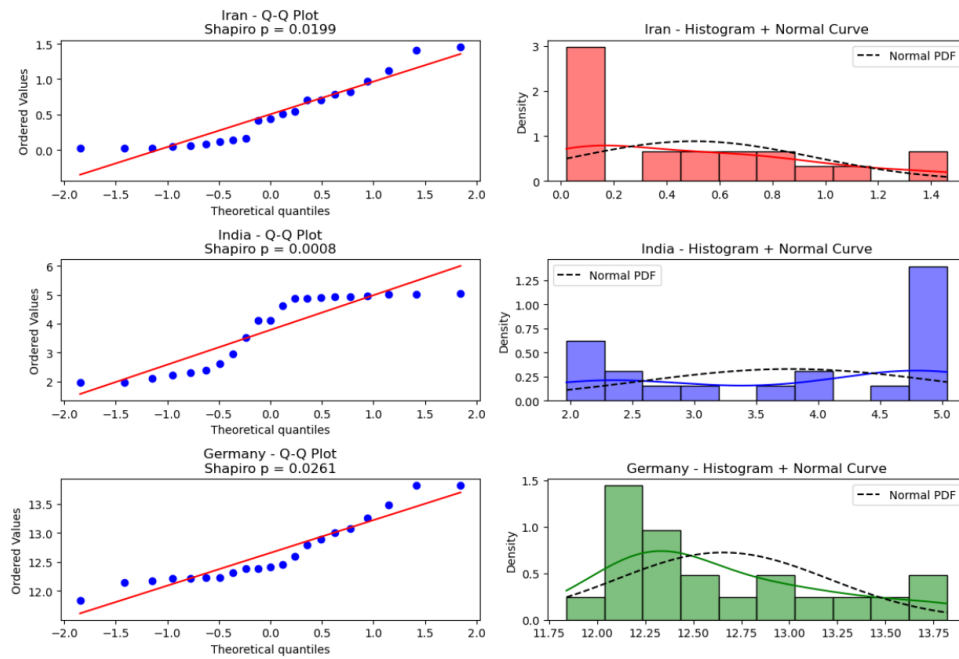 Iran - Q-Q Plot
Shapiro p = 0.0199
Ordered Values
1.5
1.0
0.5
0.0
−2.0 −1.5 −1.0 −0.5 0.0 0.5 1.0 1.5 2.0
Theoretical quantiles
Iran - Histogram + Normal Curve
Normal PDF
Density
3
2
1
0
0.0 0.2 0.4 0.6 0.8 1.0 1.2 1.4
India - Q-Q Plot
Shapiro p = 0.0008
Ordered Values
6
5
4
3
2
−2.0 −1.5 −1.0 −0.5 0.0 0.5 1.0 1.5 2.0
Theoretical quantiles
India - Histogram + Normal Curve
Normal PDF
Density
1.25
1.00
0.75
0.50
0.25
0.00
2.0 2.5 3.0 3.5 4.0 4.5 5.0
Germany - Q-Q Plot
Shapiro p = 0.0261
Ordered Values
13.5
13.0
12.5
12.0
−2.0 −1.5 −1.0 −0.5 0.0 0.5 1.0 1.5 2.0
Theoretical quantiles
Germany - Histogram + Normal Curve
Normal PDF
Density
1.5
1.0
0.5
0.0
11.75 12.00 12.25 12.50 12.75 13.00 13.25 13.50 13.75